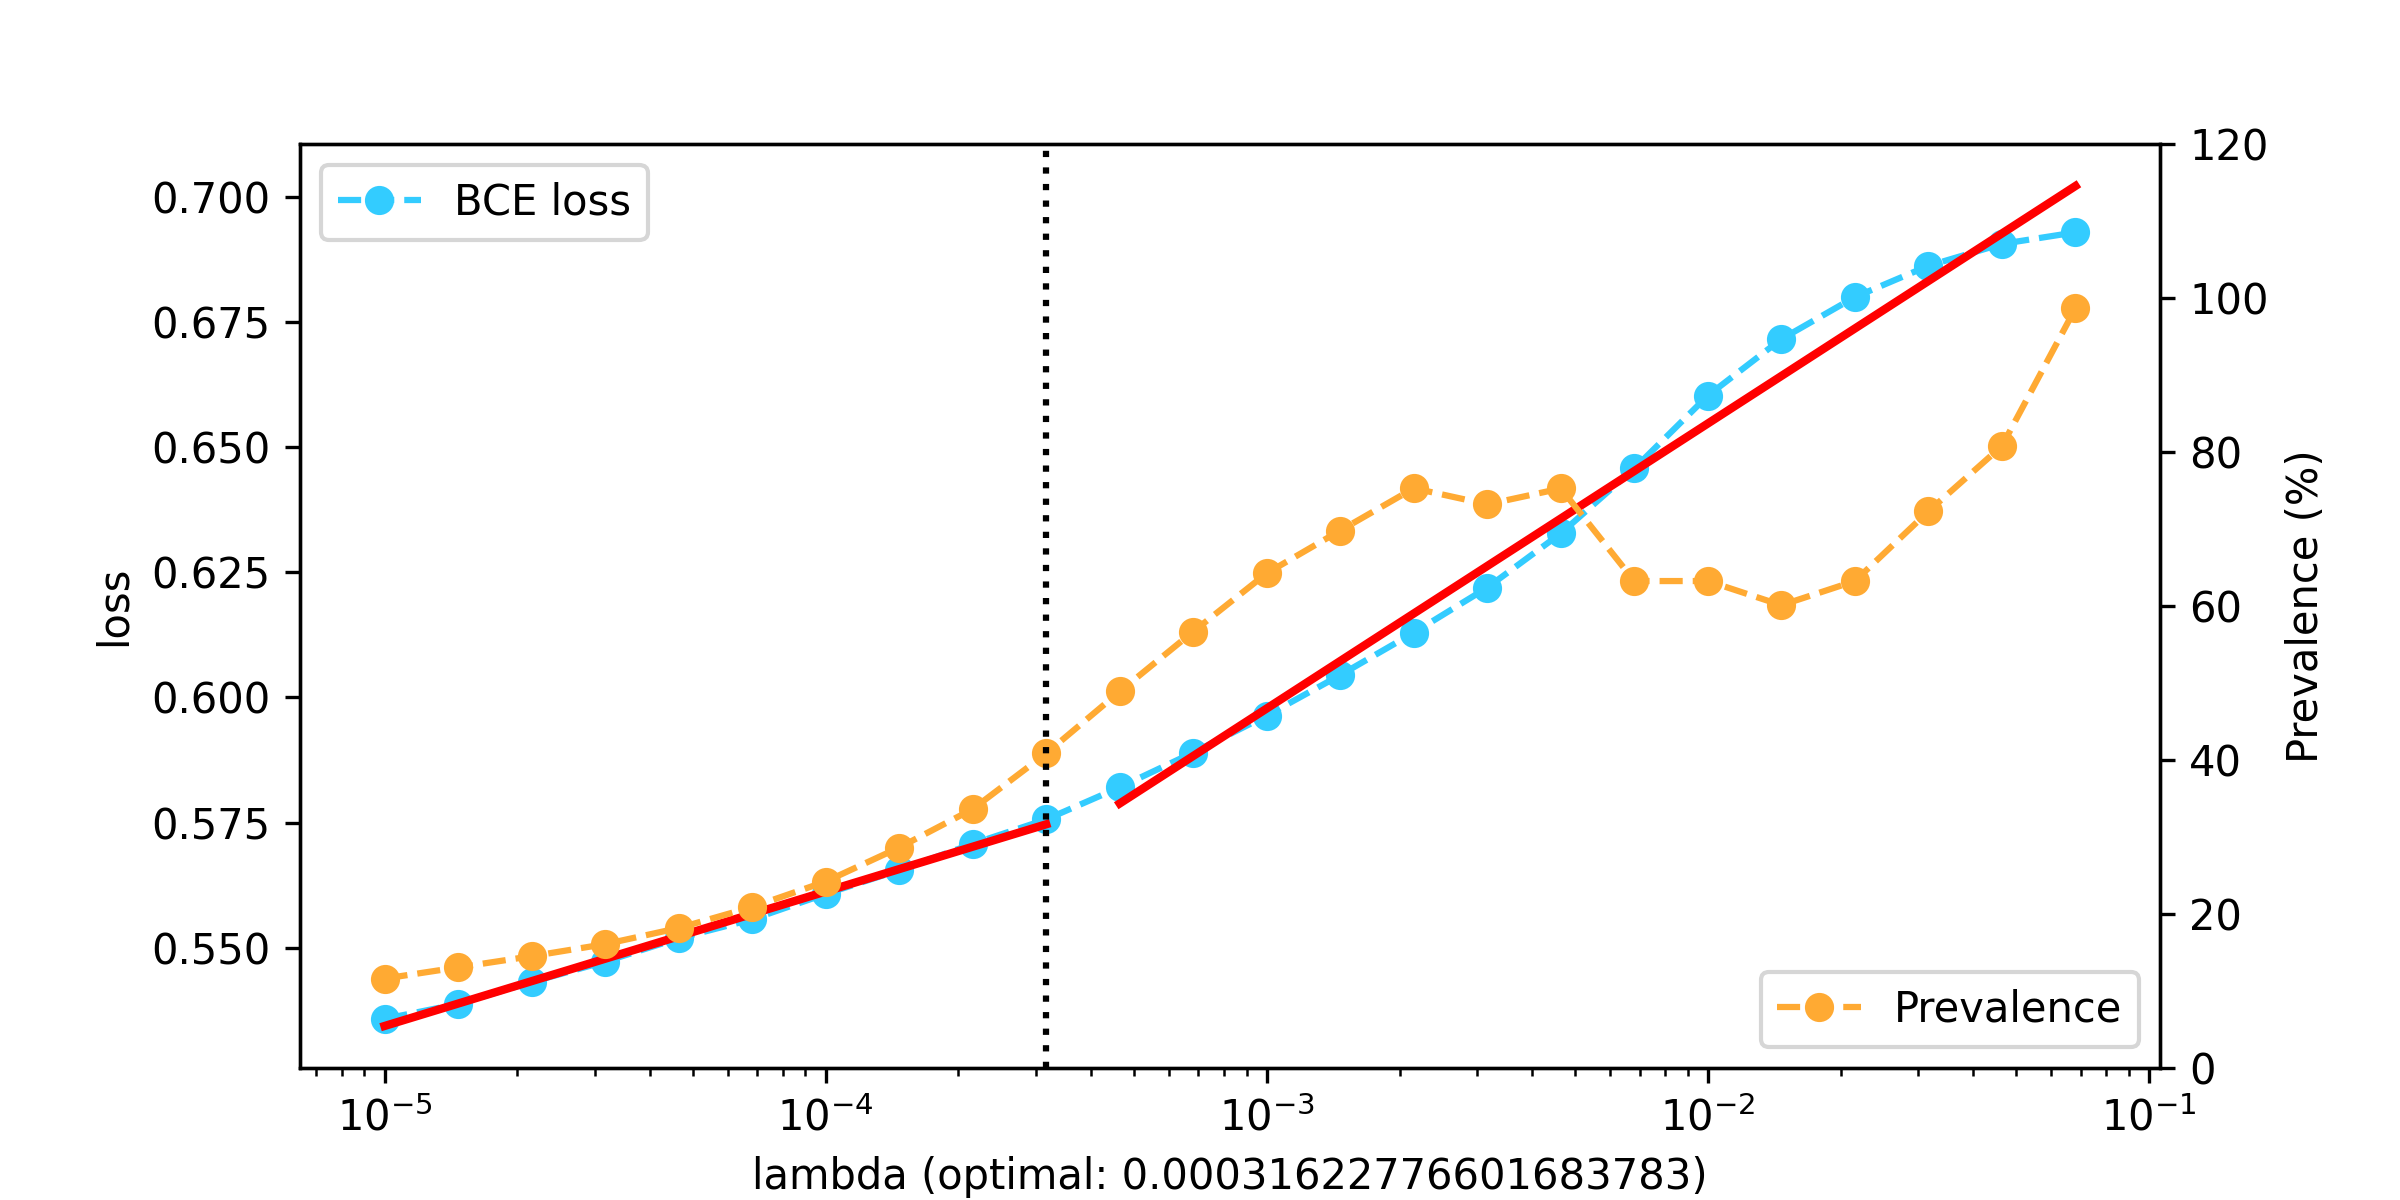 BCE loss
0.700
0.675
0.650
0.625
0.600
0.575
0.550
loss
120
100
80
60
40
20
0
Prevalence (%)
Prevalence
10⁻⁵ 10⁻⁴ 10⁻³ 10⁻² 10⁻¹
lambda (optimal: 0.00031622776601683783)